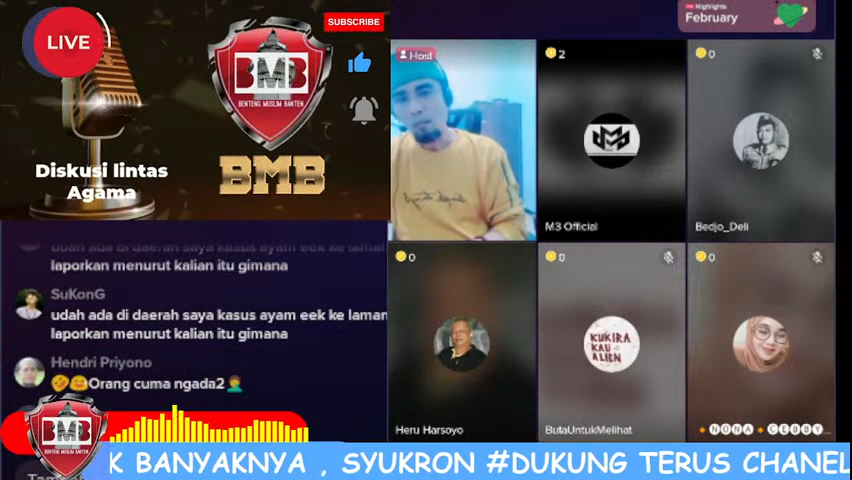 LIVE
SUBSCRIBE
BMB
BENTENG MUSLIM BANTEN
BMB
Diskusi lintas
Agama
LIVE Highlights
February
Host
2
0
M3 Official
Bedjo_Deli
0
0
0
KUKIRA
KAU
ALIEN
Heru Harsoyo
ButaUntukMelihat
NONA CEBBY...
udah ada di daerah saya kasus ayam eek ke laman
laporkan menurut kalian itu gimana
SuKonG
udah ada di daerah saya kasus ayam eek ke laman
laporkan menurut kalian itu gimana
Hendri Priyono
🤣😄Orang cuma ngada2🤦‍♂️
BMB
K BANYAKNYA , SYUKRON #DUKUNG TERUS CHANEL